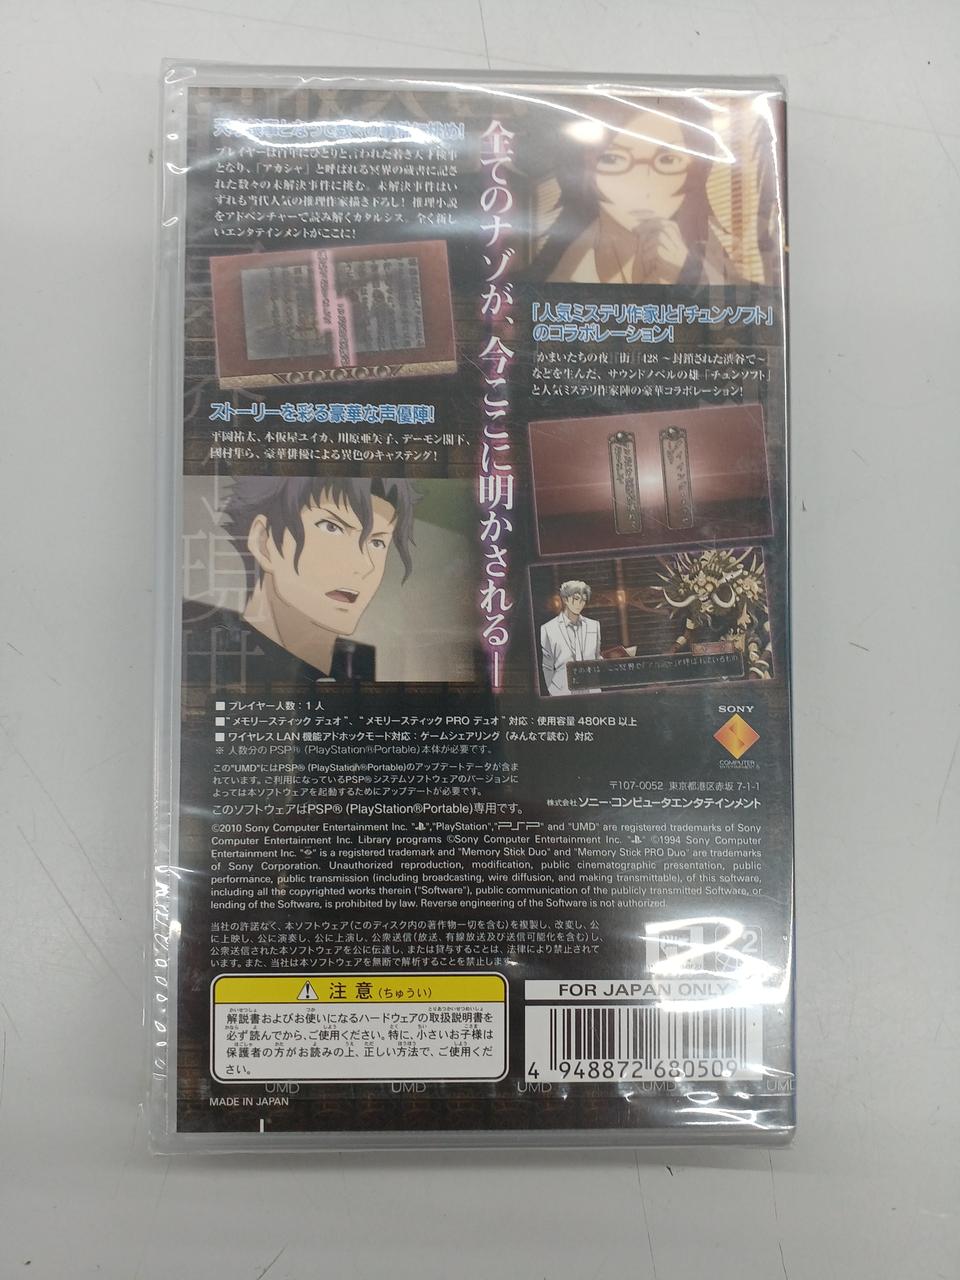 プレイヤーは百年にひとりと言われた若き天才検事
となり、「アカシャ」と呼ばれる冥界の蔵書に記さ
れた数々の未解決事件に挑む。未解決事件はい
ずれも当代人気の推理作家描き下ろし! 推理小説
をアドベンチャーで読み解くカタルシス。全く新し
いエンタテインメントがここに!
全てのナゾが、今ここに明かされる―
「人気ミステリ作家」と「チュンソフト」
のコラボレーション!
『かまいたちの夜』『街』『428 ～封鎖された渋谷で～』
などを生んだ、サウンドノベルの雄「チュンソフト」
と人気ミステリ作家陣の豪華コラボレーション!
ストーリーを彩る豪華な声優陣!
平岡祐太、本仮屋ユイカ、川原亜矢子、デーモン閣下、
國村隼ら、豪華俳優による異色のキャスティング!
現世
■ プレイヤー人数：1人
■ "メモリースティック デュオ"、"メモリースティック PRO デュオ" 対応：使用容量 480KB 以上
■ ワイヤレス LAN 機能アドホックモード対応：ゲームシェアリング（みんなで読む）対応
※ 人数分のPSP® (PlayStation®Portable)本体が必要です。
この"UMD"にはPSP® (PlayStation®Portable)のアップデートデータが含ま
れています。ご利用になっているPSP®システムソフトウェアのバージョンに
よっては本ソフトウェアを起動するためにアップデートが必要です。
このソフトウェアはPSP® (PlayStation®Portable)専用です。
SONY
COMPUTER
ENTERTAINMENT
〒107-0052 東京都港区赤坂 7-1-1
株式会社 ソニー・コンピュータエンタテインメント
©2010 Sony Computer Entertainment Inc. "","PlayStation","PSP" and "UMD" are registered trademarks of Sony
Computer Entertainment Inc. Library programs ©Sony Computer Entertainment Inc. "" ©1994 Sony Computer
Entertainment Inc. "" is a registered trademark and "Memory Stick Duo" and "Memory Stick PRO Duo" are trademarks
of Sony Corporation. Unauthorized reproduction, modification, public cinematographic presentation, public
performance, public transmission (including broadcasting, wire diffusion, and making transmittable), of this software,
including all the copyrighted works therein ("Software"), public communication of the publicly transmitted Software, or
lending of the Software, is prohibited by law. Reverse engineering of the Software is not authorized.
当社の許諾なく、本ソフトウェア(このディスク内の著作物一切を含む)を複製し、改変し、公
に上映し、公に演奏し、公に上演し、公衆送信(放送、有線放送及び送信可能化を含む)し、
公衆送信された本ソフトウェアを公に伝達し、または貸与することは、法律により禁止されて
います。また、当社は本ソフトウェアを無断で解析することを禁止します。
注意(ちゅうい)
解説書およびお使いになるハードウェアの取扱説明書を
必ず読んでから、ご使用ください。特に、小さいお子様は
保護者の方がお読みの上、正しい方法で、ご使用くだ
さい。
FOR JAPAN ONLY
4 948872 680509
UMD UMD UMD UMD
MADE IN JAPAN